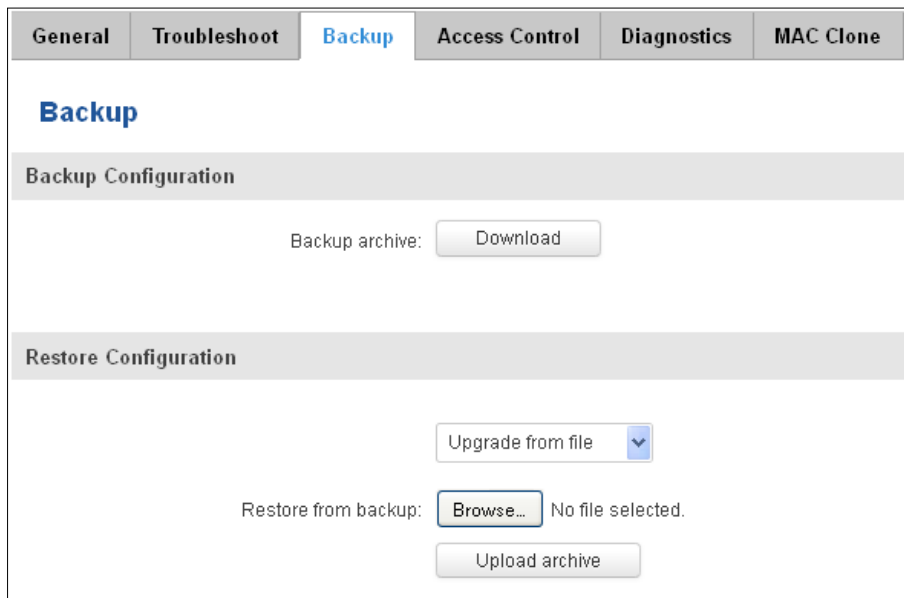 General Troubleshoot Backup Access Control Diagnostics MAC Clone
Backup
Backup Configuration
Backup archive: Download
Restore Configuration
Upgrade from file
Restore from backup: Browse... No file selected.
Upload archive